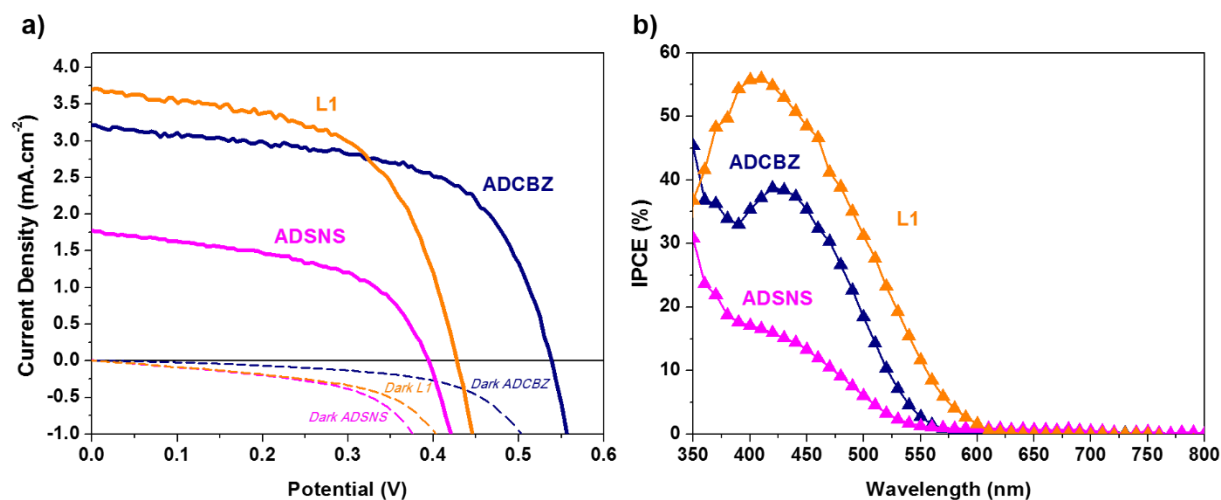 a)
Current Density (mA.cm-2)
4.0
3.5
3.0
2.5
2.0
1.5
1.0
0.5
0.0
-0.5
-1.0
L1
ADCBZ
ADSNS
Dark L1
Dark ADCBZ
Dark ADSNS
0.0 0.1 0.2 0.3 0.4 0.5 0.6
Potential (V)
b)
IPCE (%)
60
50
40
30
20
10
0
ADCBZ
L1
ADSNS
350 400 450 500 550 600 650 700 750 800
Wavelength (nm)